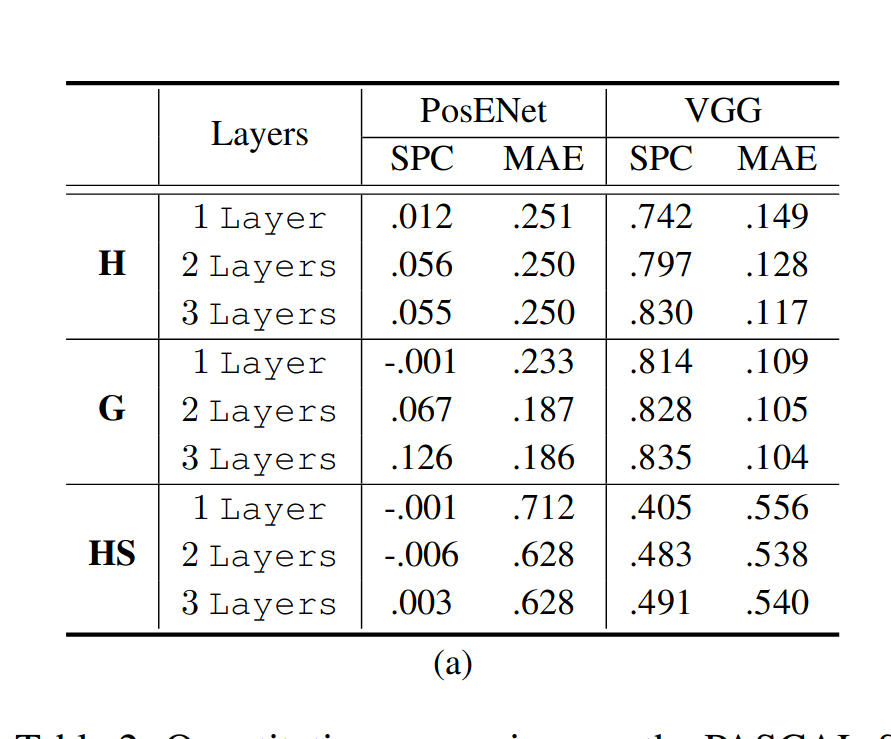 Layers PosENet VGG
SPC MAE SPC MAE
H 1 Layer .012 .251 .742 .149
2 Layers .056 .250 .797 .128
3 Layers .055 .250 .830 .117
G 1 Layer -.001 .233 .814 .109
2 Layers .067 .187 .828 .105
3 Layers .126 .186 .835 .104
HS 1 Layer -.001 .712 .405 .556
2 Layers -.006 .628 .483 .538
3 Layers .003 .628 .491 .540
(a)